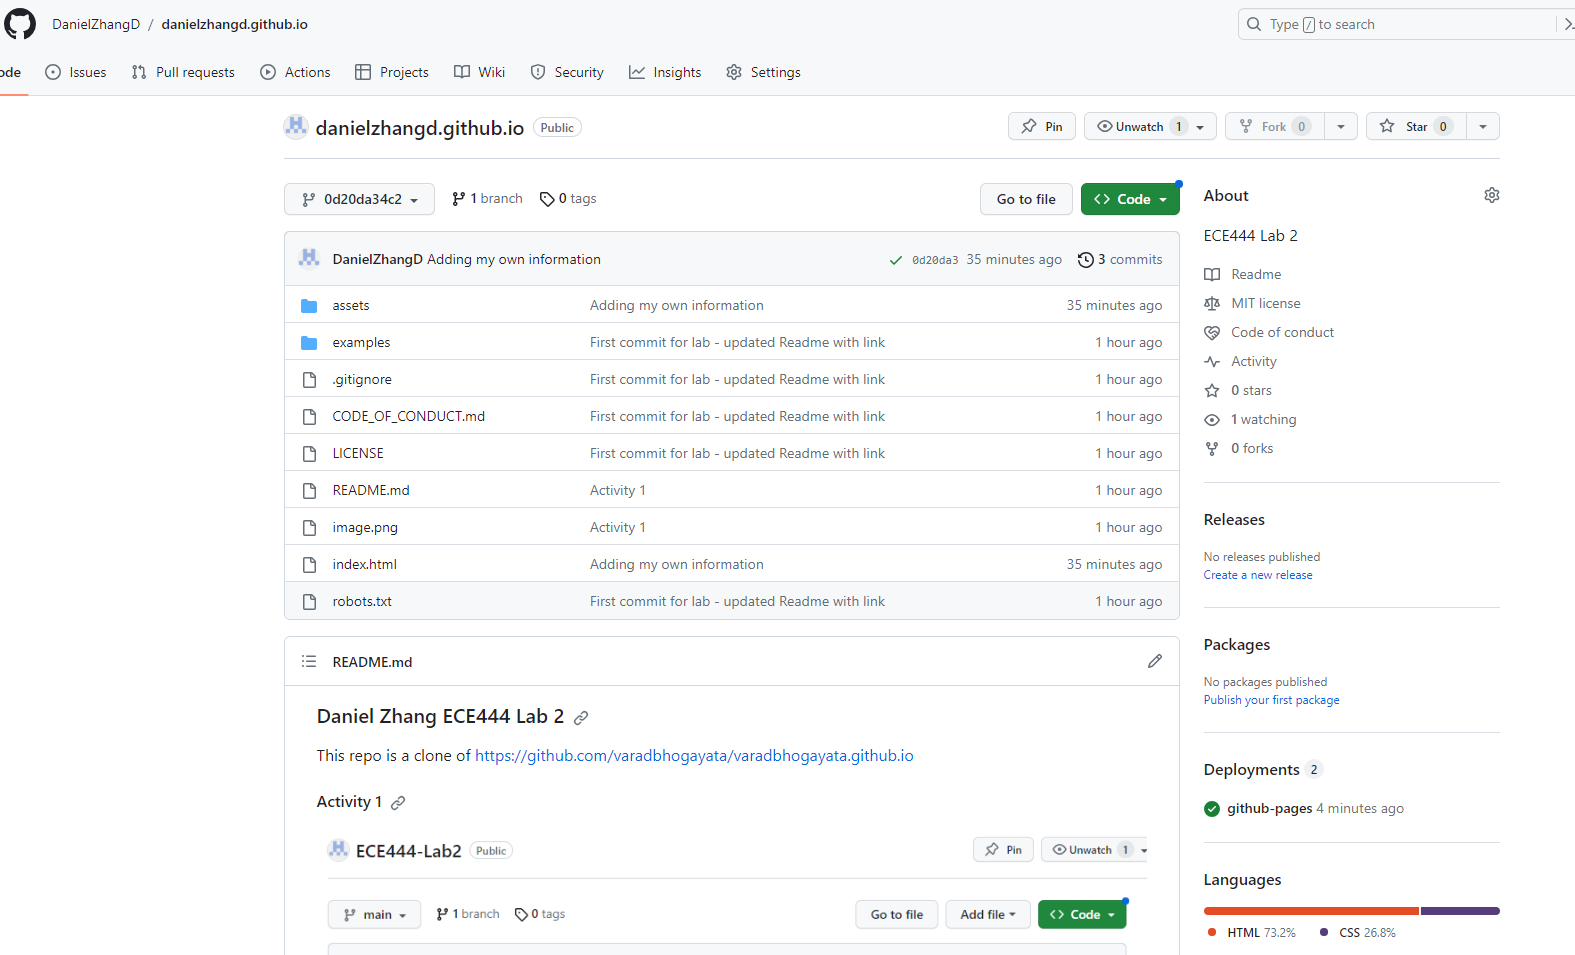 DanielZhangD / danielzhangd.github.io
Type / to search
ode Issues Pull requests Actions Projects Wiki Security Insights Settings
danielzhangd.github.io Public
Pin Unwatch 1 Fork 0 Star 0
0d20da34c2 1 branch 0 tags Go to file Code
DanielZhangD Adding my own information 0d20da3 35 minutes ago 3 commits
assets Adding my own information 35 minutes ago
examples First commit for lab - updated Readme with link 1 hour ago
.gitignore First commit for lab - updated Readme with link 1 hour ago
CODE_OF_CONDUCT.md First commit for lab - updated Readme with link 1 hour ago
LICENSE First commit for lab - updated Readme with link 1 hour ago
README.md Activity 1 1 hour ago
image.png Activity 1 1 hour ago
index.html Adding my own information 35 minutes ago
robots.txt First commit for lab - updated Readme with link 1 hour ago
README.md
Daniel Zhang ECE444 Lab 2
This repo is a clone of https://github.com/varadbhogayata/varadbhogayata.github.io
Activity 1
ECE444-Lab2 Public Pin Unwatch 1
main 1 branch 0 tags Go to file Add file Code
About
ECE444 Lab 2
Readme
MIT license
Code of conduct
Activity
0 stars
1 watching
0 forks
Releases
No releases published
Create a new release
Packages
No packages published
Publish your first package
Deployments 2
github-pages 4 minutes ago
Languages
HTML 73.2% CSS 26.8%